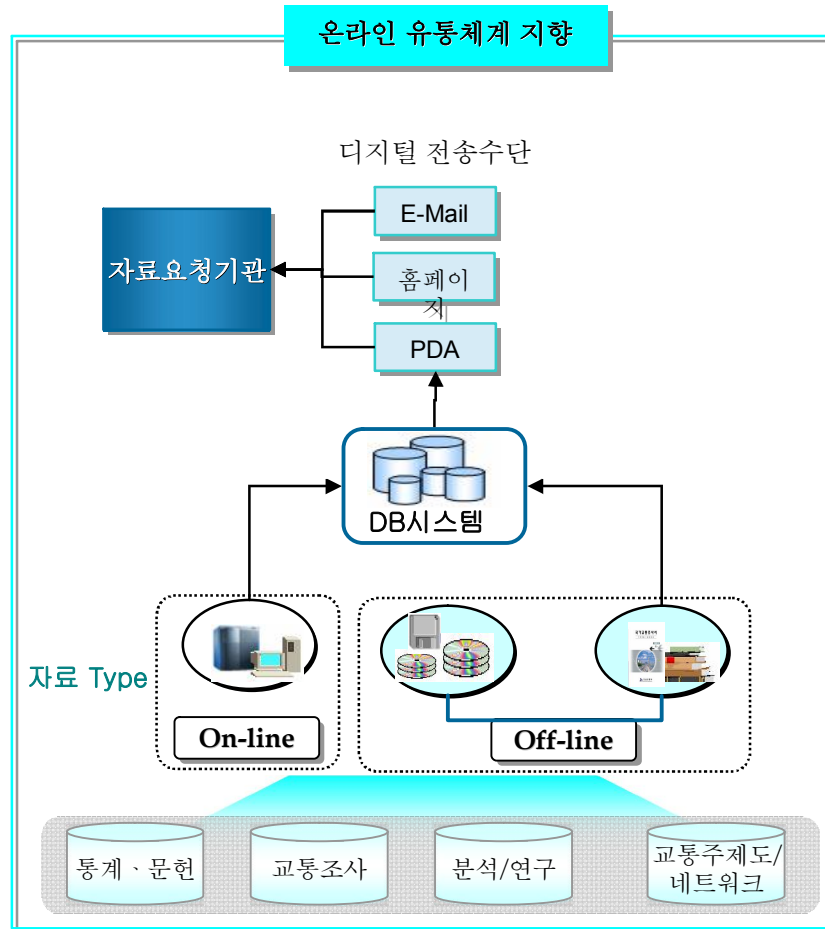 온라인 유통체계 지향
디지털 전송수단
E-Mail
자료요청기관
홈페이
지
PDA
DB시스템
자료 Type
On-line
Off-line
통계ㆍ문헌
교통조사
분석/연구
교통주제도/
네트워크